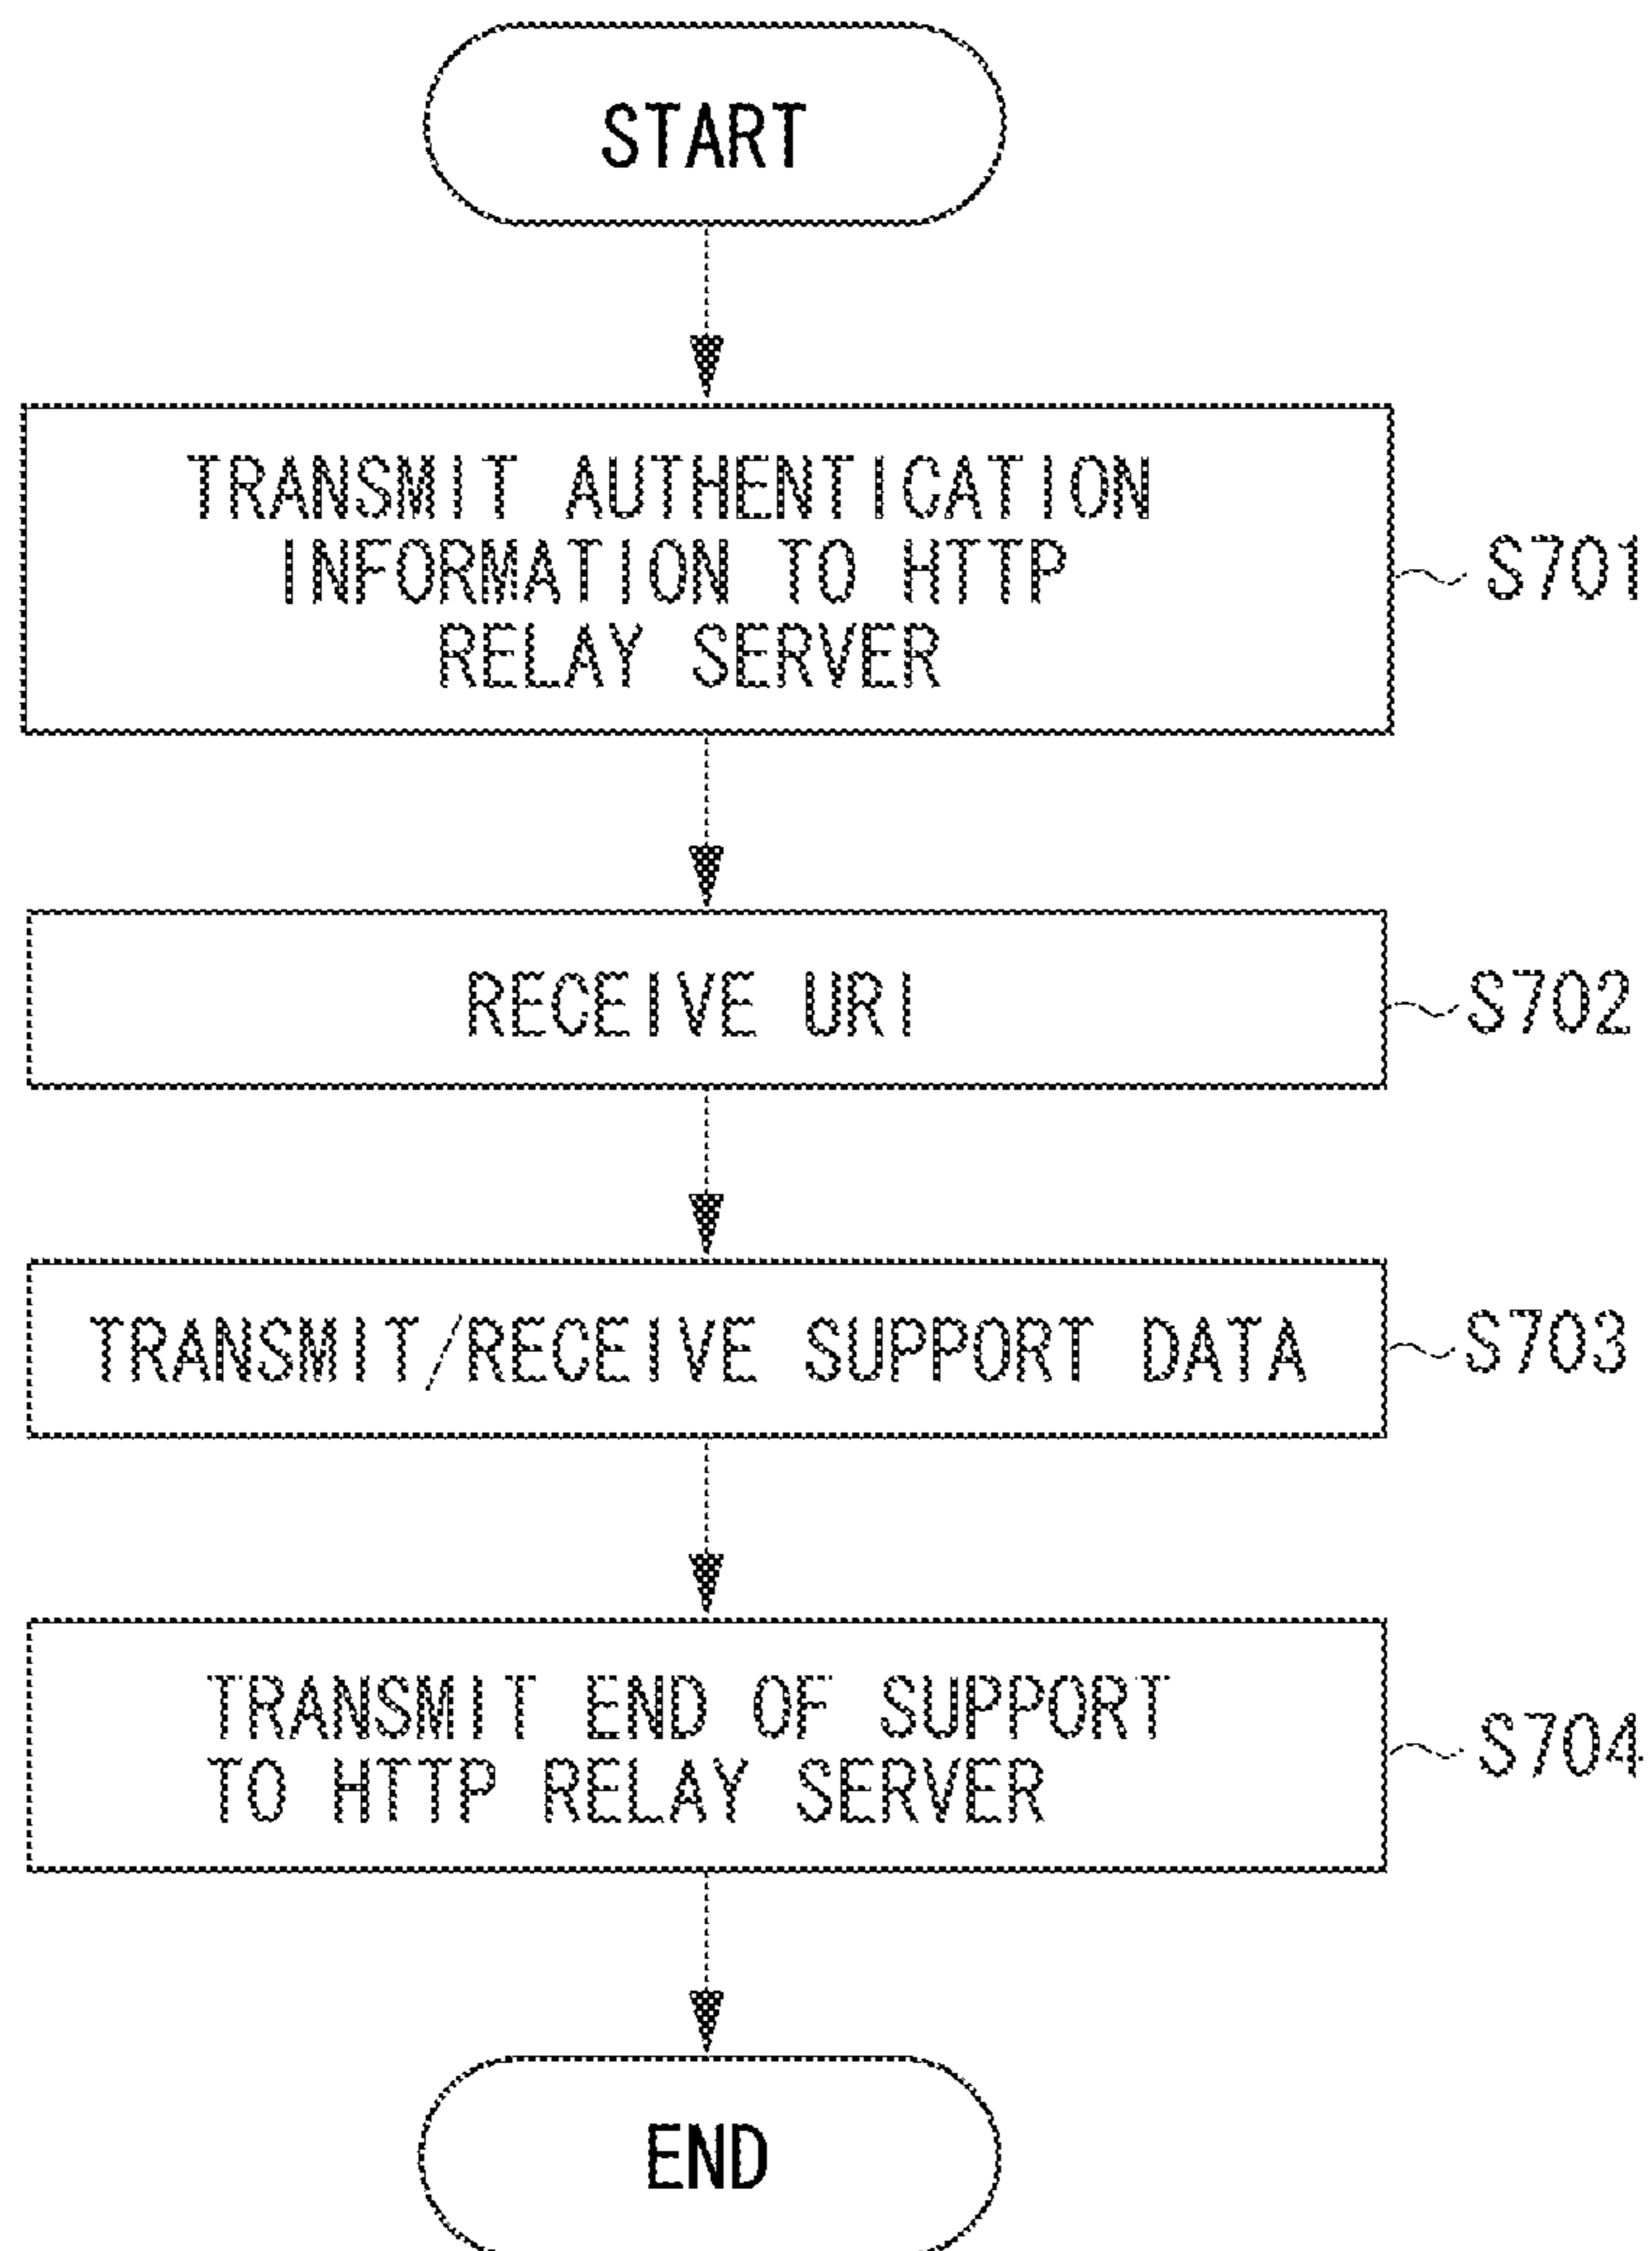 START
TRANSMIT AUTHENTICATION
INFORMATION TO HTTP
RELAY SERVER
S701
RECEIVE URI
S702
TRANSMIT/RECEIVE SUPPORT DATA
S703
TRANSMIT END OF SUPPORT
TO HTTP RELAY SERVER
S704
END